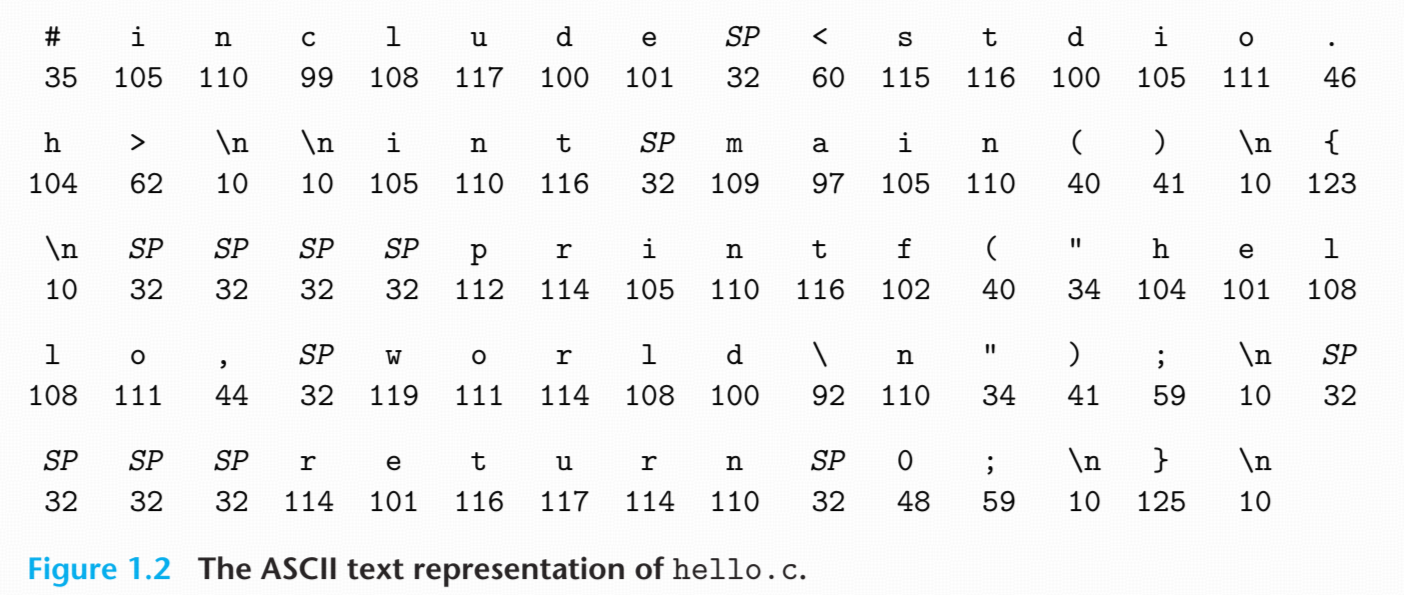 # i n c l u d e SP < s t d i o .
35 105 110 99 108 117 100 101 32 60 115 116 100 105 111 46
h > \n \n i n t SP m a i n ( ) \n {
104 62 10 10 105 110 116 32 109 97 105 110 40 41 10 123
\n SP SP SP SP p r i n t f ( " h e l
10 32 32 32 32 112 114 105 110 116 102 40 34 104 101 108
l o , SP w o r l d \ n " ) ; \n SP
108 111 44 32 119 111 114 108 100 92 110 34 41 59 10 32
SP SP SP r e t u r n SP 0 ; \n } \n
32 32 32 114 101 116 117 114 110 32 48 59 10 125 10
Figure 1.2 The ASCII text representation of hello.c.